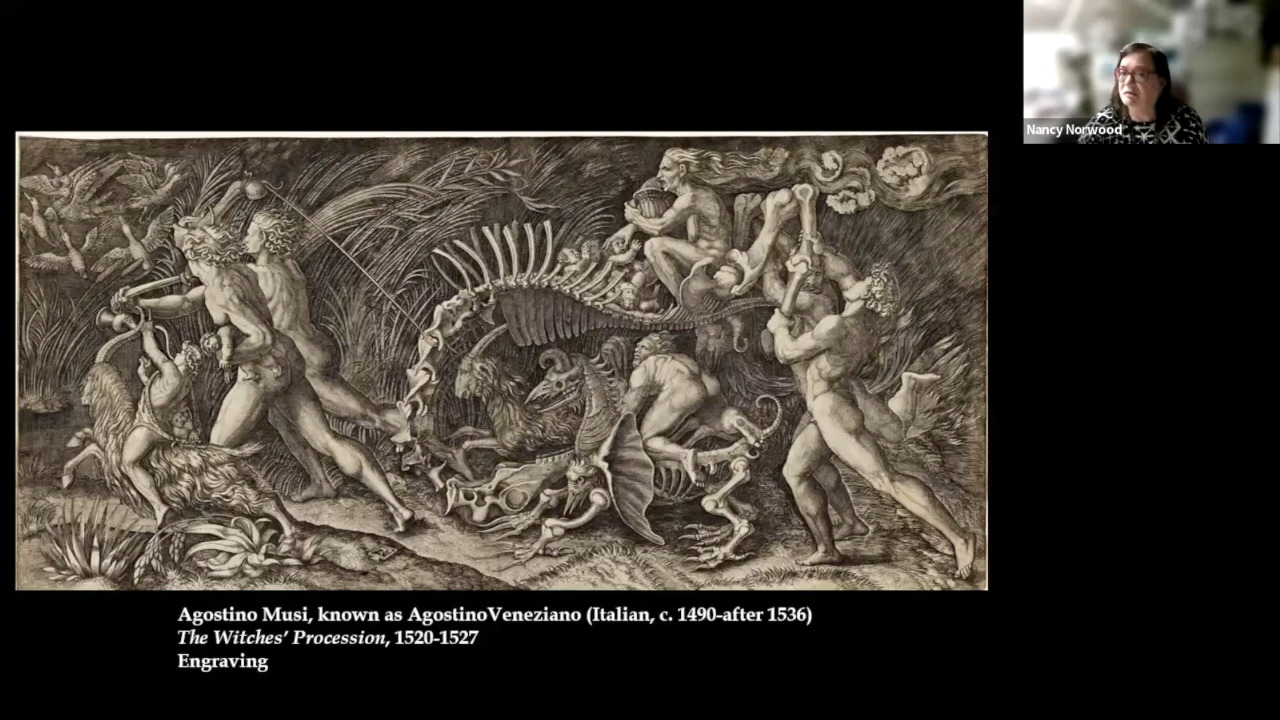 Nancy Norwood
Agostino Musi, known as AgostinoVeneziano (Italian, c. 1490-after 1536)
The Witches' Procession, 1520-1527
Engraving